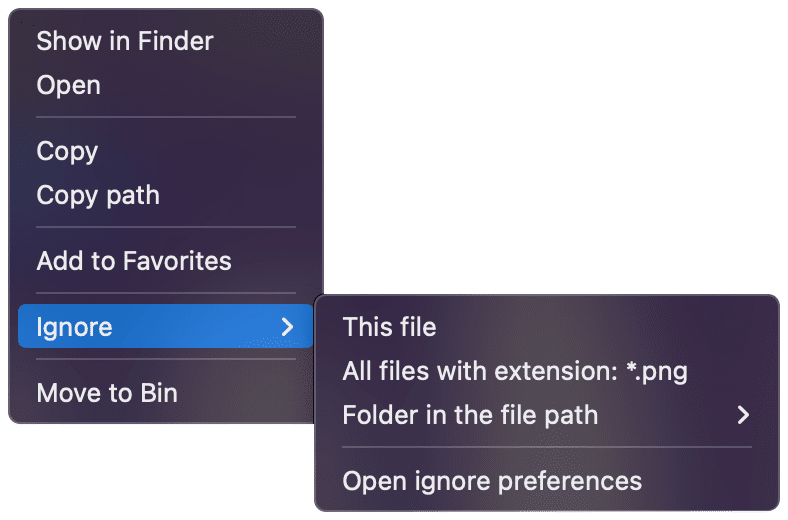 Show in Finder
Open
Copy
Copy path
Add to Favorites
Ignore
Move to Bin
This file
All files with extension: *.png
Folder in the file path
Open ignore preferences